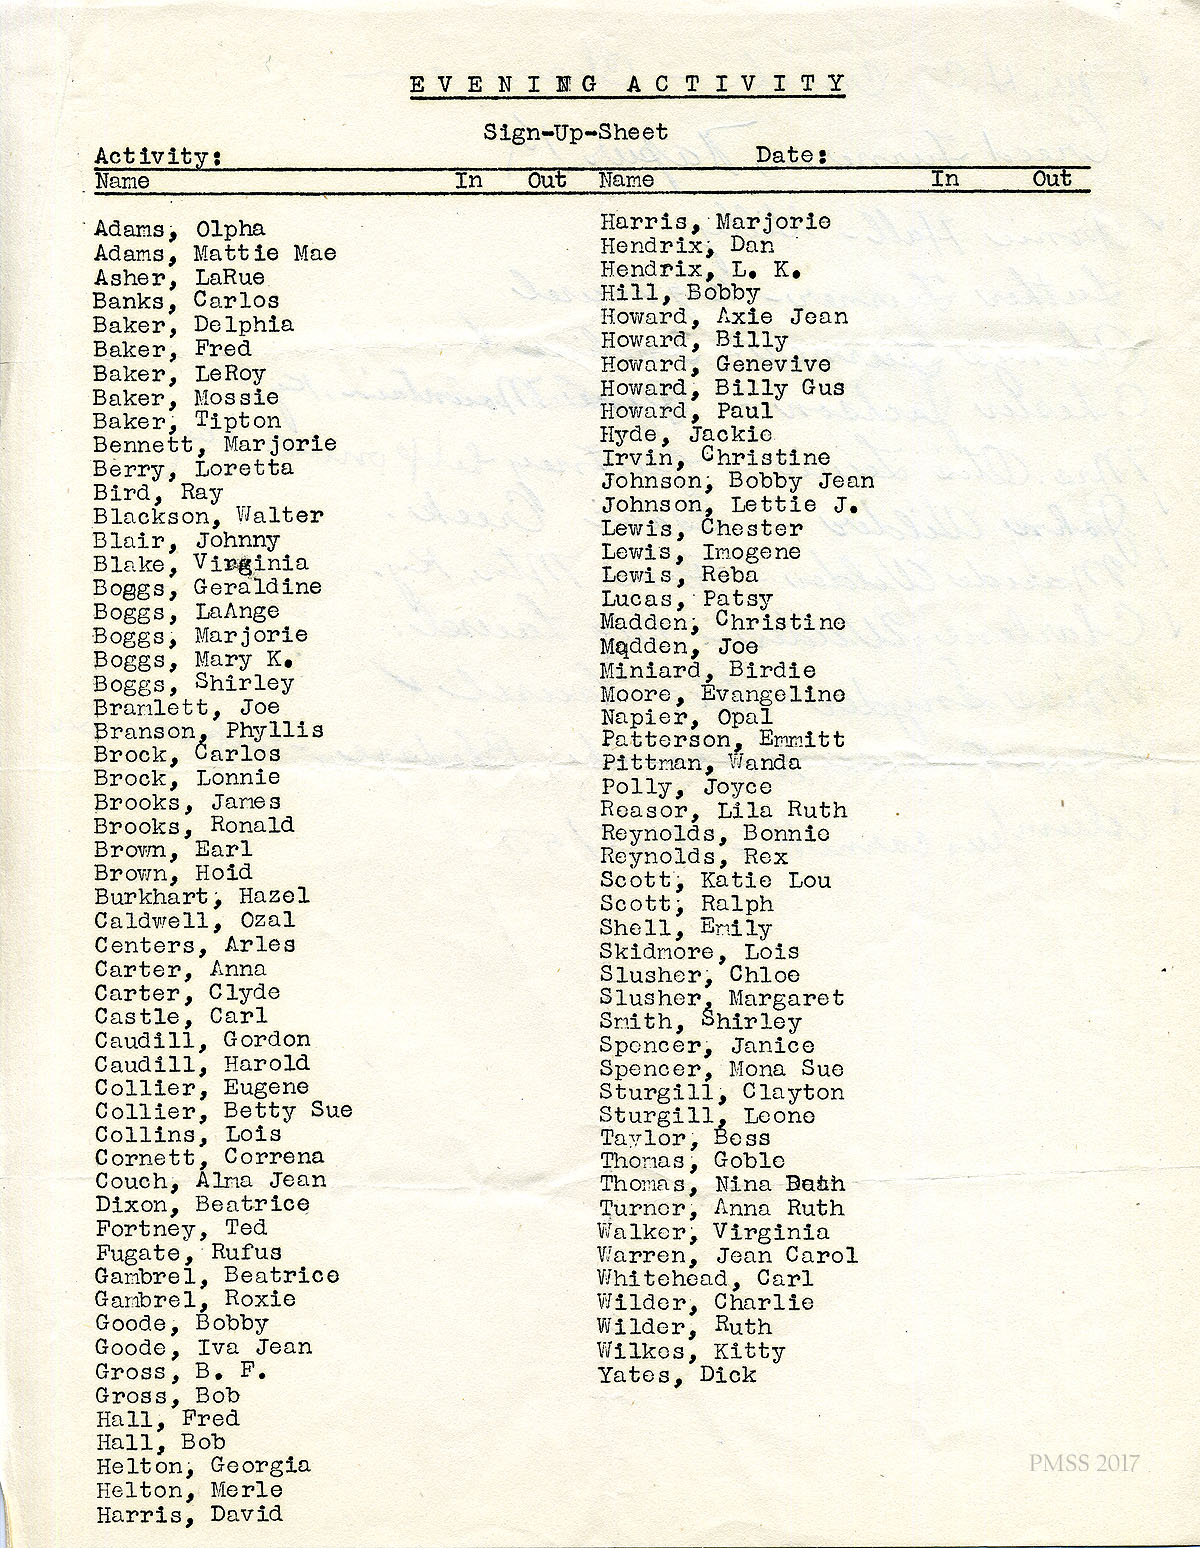 EVENING ACTIVITY
Sign-Up-Sheet
Activity: Date:
Name In Out Name In Out
Adams, Olpha
Adams, Mattie Mae
Asher, LaRue
Banks, Carlos
Baker, Delphia
Baker, Fred
Baker, LeRoy
Baker, Mossie
Baker, Tipton
Bennett, Marjorie
Berry, Loretta
Bird, Ray
Blackson, Walter
Blair, Johnny
Blake, Virginia
Boggs, Geraldine
Boggs, LaAnge
Boggs, Marjorie
Boggs, Mary K.
Boggs, Shirley
Bramlett, Joe
Branson, Phyllis
Brock, Carlos
Brock, Lonnie
Brooks, James
Brooks, Ronald
Brown, Earl
Brown, Hoid
Burkhart, Hazel
Caldwell, Ozal
Centers, Arles
Carter, Anna
Carter, Clyde
Castle, Carl
Caudill, Gordon
Caudill, Harold
Collier, Eugene
Collier, Betty Sue
Collins, Lois
Cornett, Correna
Couch, Alma Jean
Dixon, Beatrice
Fortney, Ted
Fugate, Rufus
Gambrel, Beatrice
Gambrel, Roxie
Goode, Bobby
Goode, Iva Jean
Gross, B. F.
Gross, Bob
Hall, Fred
Hall, Bob
Helton, Georgia
Helton, Merle
Harris, David
Harris, Marjorie
Hendrix, Dan
Hendrix, L. K.
Hill, Bobby
Howard, Axie Jean
Howard, Billy
Howard, Genevive
Howard, Billy Gus
Howard, Paul
Hyde, Jackie
Irvin, Christine
Johnson, Bobby Jean
Johnson, Lettie J.
Lewis, Chester
Lewis, Imogene
Lewis, Reba
Lucas, Patsy
Madden, Christine
Madden, Joe
Miniard, Birdie
Moore, Evangeline
Napier, Opal
Patterson, Emmitt
Pittman, Wanda
Polly, Joyce
Reasor, Lila Ruth
Reynolds, Bonnie
Reynolds, Rex
Scott, Katie Lou
Scott, Ralph
Shell, Emily
Skidmore, Lois
Slusher, Chloe
Slusher, Margaret
Smith, Shirley
Spencer, Janice
Spencer, Mona Sue
Sturgill, Clayton
Sturgill, Leone
Taylor, Bess
Thomas, Goble
Thomas, Nina
Turner, Anna Ruth
Walker, Virginia
Warren, Jean Carol
Whitehead, Carl
Wilder, Charlie
Wilder, Ruth
Wilkes, Kitty
Yates, Dick
PMSS 2017